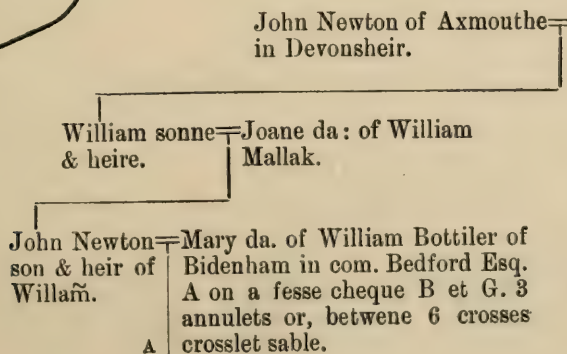 John Newton of Axmouthe
in Devonsheir.
William sonne Joane da: of William
& heire. Mallak.
John Newton Mary da. of William Bottiler of
son & heir of Bidenham in com. Bedford Esq.
Willam̃. A on a fesse cheque B et G. 3
annulets or, betwene 6 crosses
A crosslet sable.